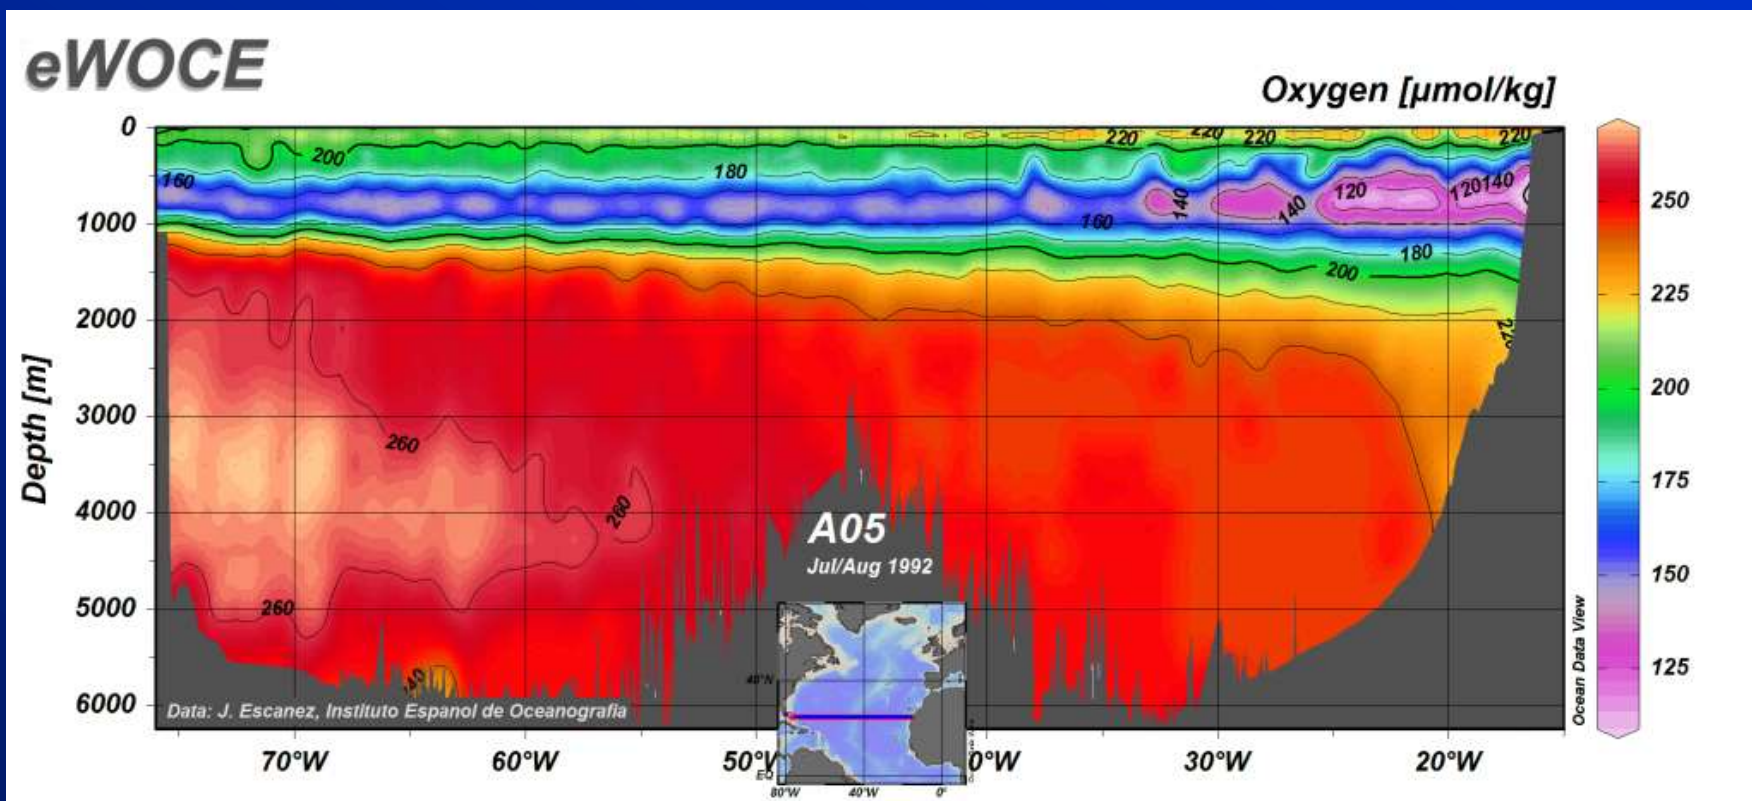 eWOCE
Oxygen [µmol/kg]
0
1000
2000
3000
4000
5000
6000
Depth [m]
200
160
180
160
140
140
120
120
140
220
220
220
220
180
200
220
260
260
260
A05
Jul/Aug 1992
Data: J. Escanez, Instituto Espanol de Oceanografia
40°N
EQ
80°W
40°W
0°
70°W
60°W
50°W
0°W
30°W
20°W
250
225
200
175
150
125
Ocean Data View